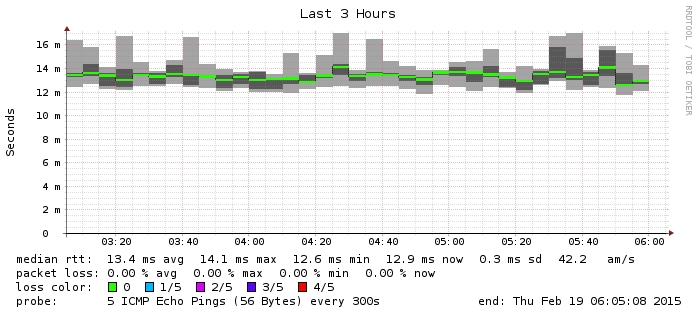 Last 3 Hours
RRDTOOL / TOBI OETIKER
Seconds
16 m
14 m
12 m
10 m
8 m
6 m
4 m
2 m
0
03:20 03:40 04:00 04:20 04:40 05:00 05:20 05:40 06:00
median rtt: 13.4 ms avg 14.1 ms max 12.6 ms min 12.9 ms now 0.3 ms sd 42.2 am/s
packet loss: 0.00 % avg 0.00 % max 0.00 % min 0.00 % now
loss color: 0 1/5 2/5 3/5 4/5
probe: 5 ICMP Echo Pings (56 Bytes) every 300s end: Thu Feb 19 06:05:08 2015